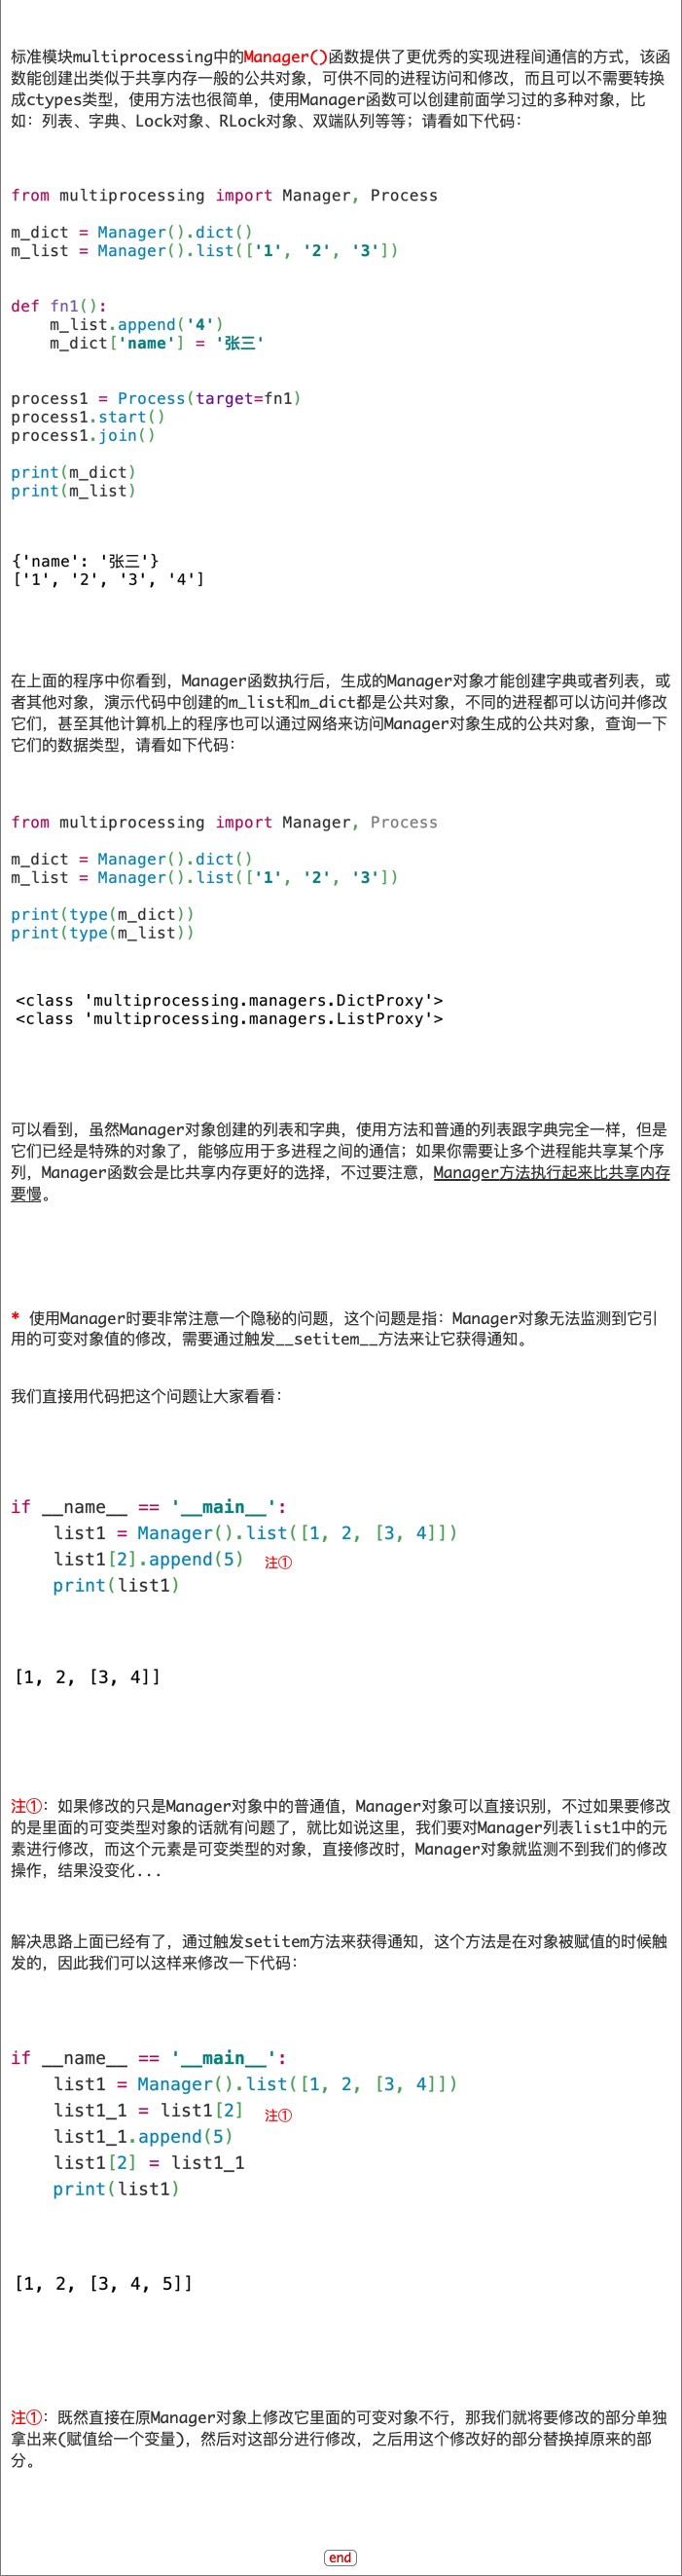 标准模块multiprocessing中的Manager()函数提供了更优秀的实现进程间通信的方式，该函
数能创建出类似于共享内存一般的公共对象，可供不同的进程访问和修改，而且可以不需要转换
成ctypes类型，使用方法也很简单，使用Manager函数可以创建前面学习过的多种对象，比
如：列表、字典、Lock对象、RLock对象、双端队列等等；请看如下代码：
from multiprocessing import Manager, Process
m_dict = Manager().dict()
m_list = Manager().list(['1', '2', '3'])
def fn1():
    m_list.append('4')
    m_dict['name'] = '张三'
process1 = Process(target=fn1)
process1.start()
process1.join()
print(m_dict)
print(m_list)
{'name': '张三'}
['1', '2', '3', '4']
在上面的程序中你看到，Manager函数执行后，生成的Manager对象才能创建字典或者列表，或
者其他对象，演示代码中创建的m_list和m_dict都是公共对象，不同的进程都可以访问并修改
它们，甚至其他计算机上的程序也可以通过网络来访问Manager对象生成的公共对象，查询一下
它们的数据类型，请看如下代码：
from multiprocessing import Manager, Process
m_dict = Manager().dict()
m_list = Manager().list(['1', '2', '3'])
print(type(m_dict))
print(type(m_list))
<class 'multiprocessing.managers.DictProxy'>
<class 'multiprocessing.managers.ListProxy'>
可以看到，虽然Manager对象创建的列表和字典，使用方法和普通的列表跟字典完全一样，但是
它们已经是特殊的对象了，能够应用于多进程之间的通信；如果你需要让多个进程能共享某个序
列，Manager函数会是比共享内存更好的选择，不过要注意，Manager方法执行起来比共享内存
要慢。
* 使用Manager时要非常注意一个隐秘的问题，这个问题是指：Manager对象无法监测到它引
用的可变对象值的修改，需要通过触发__setitem__方法来让它获得通知。
我们直接用代码把这个问题让大家看看：
if __name__ == '__main__':
    list1 = Manager().list([1, 2, [3, 4]])
    list1[2].append(5) 注①
    print(list1)
[1, 2, [3, 4]]
注①：如果修改的只是Manager对象中的普通值，Manager对象可以直接识别，不过如果要修改
的是里面的可变类型对象的话就有问题了，就比如说这里，我们要对Manager列表list1中的元
素进行修改，而这个元素是可变类型的对象，直接修改时，Manager对象就监测不到我们的修改
操作，结果没变化...
解决思路上面已经有了，通过触发setitem方法来获得通知，这个方法是在对象被赋值的时候触
发的，因此我们可以这样来修改一下代码：
if __name__ == '__main__':
    list1 = Manager().list([1, 2, [3, 4]])
    list1_1 = list1[2] 注①
    list1_1.append(5)
    list1[2] = list1_1
    print(list1)
[1, 2, [3, 4, 5]]
注①：既然直接在原Manager对象上修改它里面的可变对象不行，那我们就将要修改的部分单独
拿出来(赋值给一个变量)，然后对这部分进行修改，之后用这个修改好的部分替换掉原来的部
分。
end